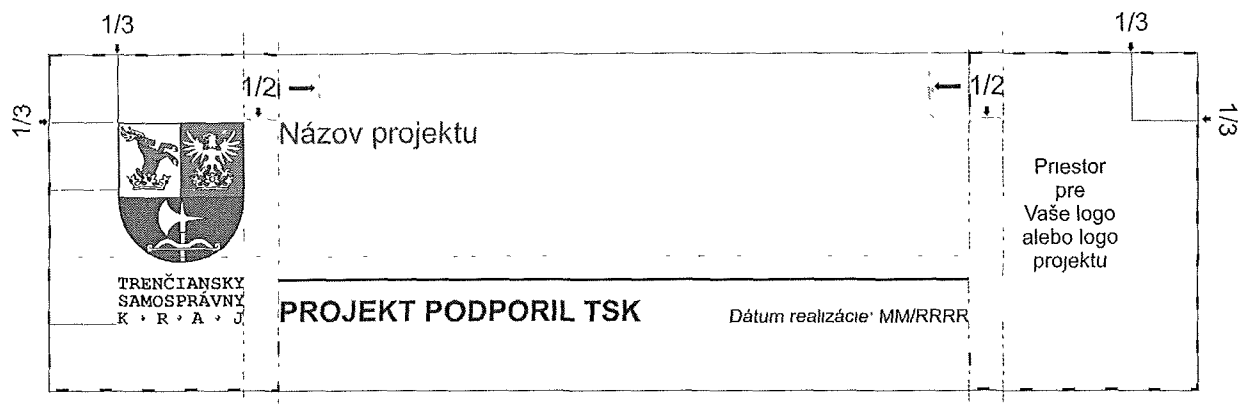 1/3
1/3
1/2
1/2
1/3
1/3
Názov projektu
Priestor
pre
Vaše logo
alebo logo
projektu
TRENČIANSKY
SAMOSPRÁVNY
K · R · A · J
PROJEKT PODPORIL TSK
Dátum realizácie: MM/RRRR